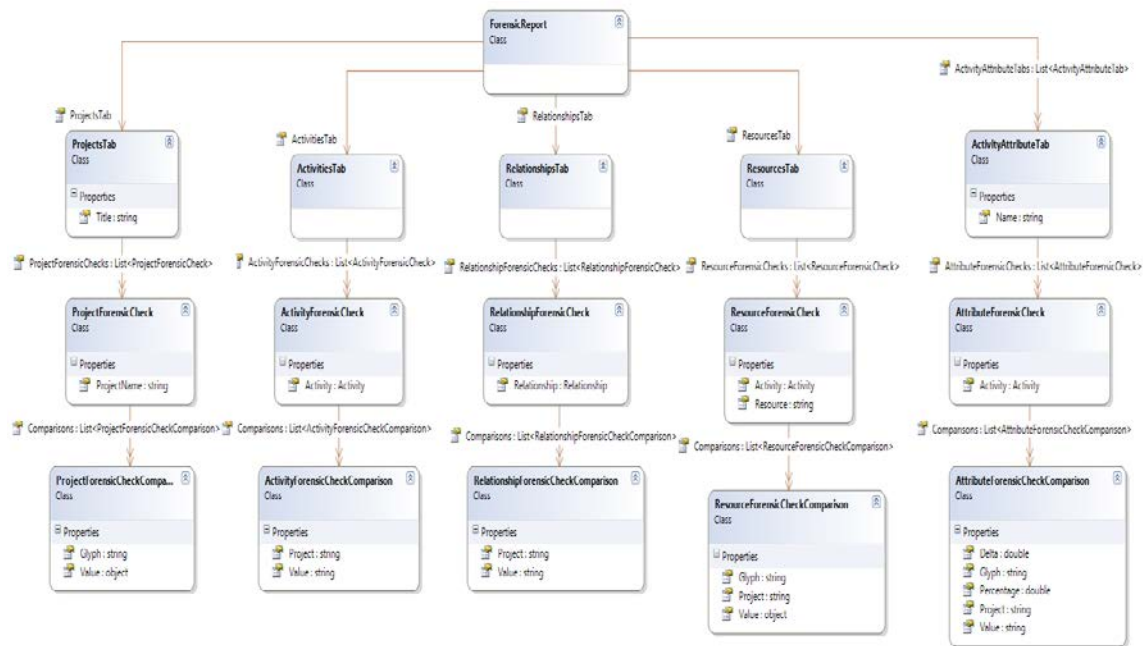 ForensicReport
Class
ActivityAttributeTabs : List<ActivityAttributeTab>
ProjectsTab
ActivitiesTab
RelationshipsTab
ResourcesTab
ProjectsTab
Class
Properties
Title : string
ActivitiesTab
Class
RelationshipsTab
Class
ResourcesTab
Class
ActivityAttributeTab
Class
Properties
Name : string
ProjectForensicChecks : List<ProjectForensicCheck>
ActivityForensicChecks : List<ActivityForensicCheck>
RelationshipForensicChecks : List<RelationshipForensicCheck>
ResourceForensicChecks : List<ResourceForensicCheck>
AttributeForensicChecks : List<AttributeForensicCheck>
ProjectForensicCheck
Class
Properties
ProjectName : string
ActivityForensicCheck
Class
Properties
Activity : Activity
RelationshipForensicCheck
Class
Properties
Relationship : Relationship
ResourceForensicCheck
Class
Properties
Activity : Activity
Resource : string
AttributeForensicCheck
Class
Properties
Activity : Activity
Comparisons : List<ProjectForensicCheckComparison>
Comparisons : List<ActivityForensicCheckComparison>
Comparisons : List<RelationshipForensicCheckComparison>
Comparisons : List<ResourceForensicCheckComparison>
Comparisons : List<AttributeForensicCheckComparison>
ProjectForensicCheckCompa...
Class
Properties
Glyph : string
Value : object
ActivityForensicCheckComparison
Class
Properties
Project : string
Value : string
RelationshipForensicCheckComparison
Class
Properties
Project : string
Value : string
ResourceForensicCheckComparison
Class
Properties
Glyph : string
Project : string
Value : object
AttributeForensicCheckComparison
Class
Properties
Delta : double
Glyph : string
Percentage : double
Project : string
Value : string